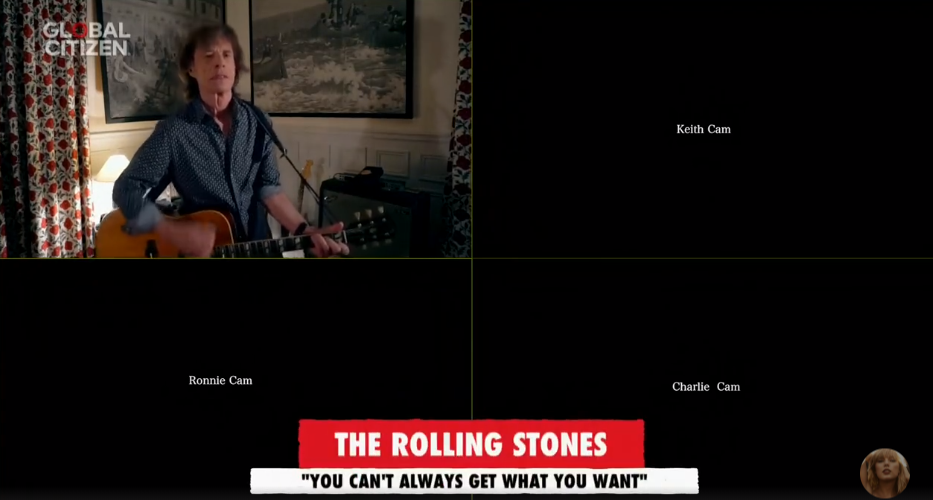 GLOBAL
CITIZEN
Keith Cam
Ronnie Cam
Charlie Cam
THE ROLLING STONES
"YOU CAN'T ALWAYS GET WHAT YOU WANT"